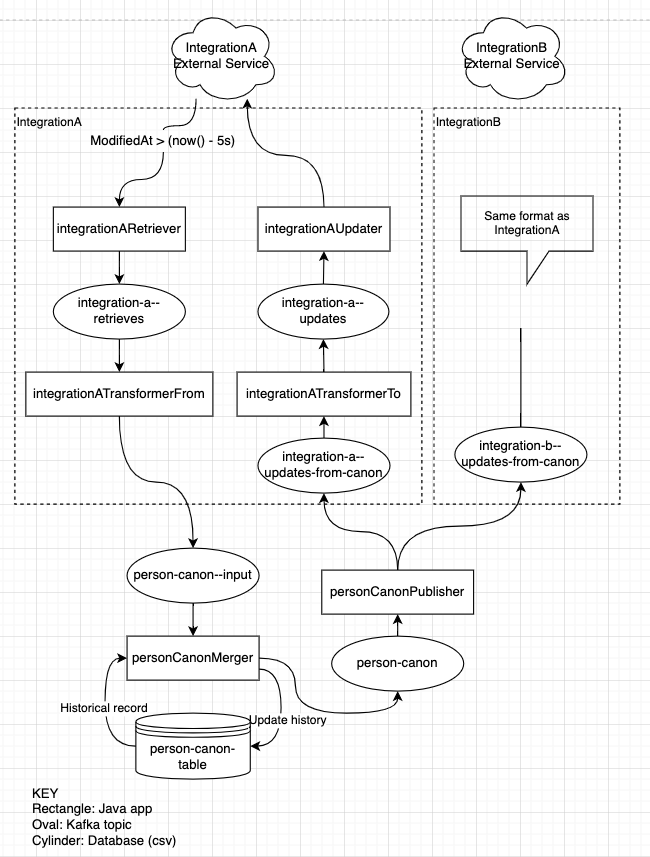 IntegrationA
External Service
IntegrationB
External Service
IntegrationA
ModifiedAt > (now() - 5s)
integrationARetriever
integration-a--
retrieves
integrationATransformerFrom
integrationAUpdater
integration-a--
updates
integrationATransformerTo
integration-a--
updates-from-canon
IntegrationB
Same format as
IntegrationA
integration-b--
updates-from-canon
person-canon--input
personCanonMerger
Historical record
Update history
person-canon-
table
personCanonPublisher
person-canon
KEY
Rectangle: Java app
Oval: Kafka topic
Cylinder: Database (csv)